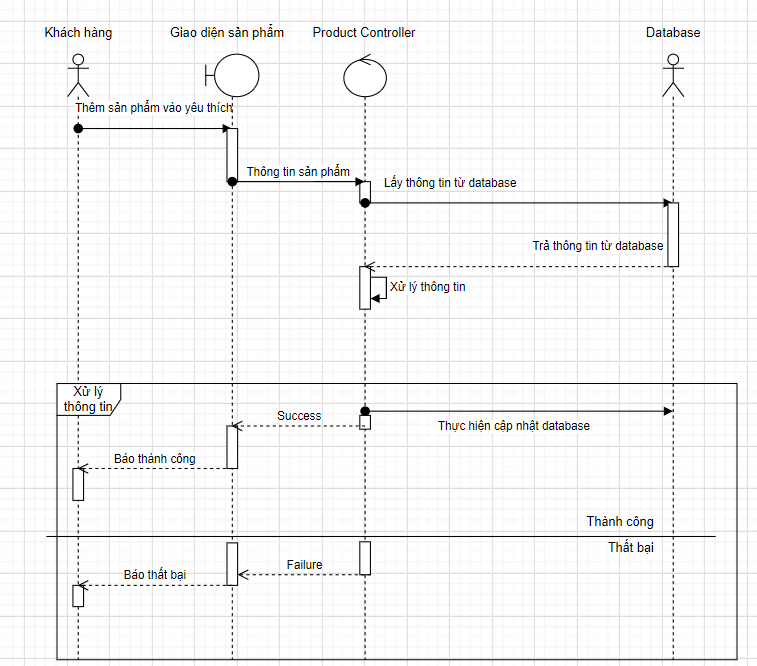 Khách hàng
Giao diện sản phẩm
Product Controller
Database
Thêm sản phẩm vào yêu thích
Thông tin sản phẩm
Lấy thông tin từ database
Trả thông tin từ database
Xử lý thông tin
Xử lý
thông tin
Success
Thực hiện cập nhật database
Báo thành công
Thành công
Thất bại
Failure
Báo thất bại